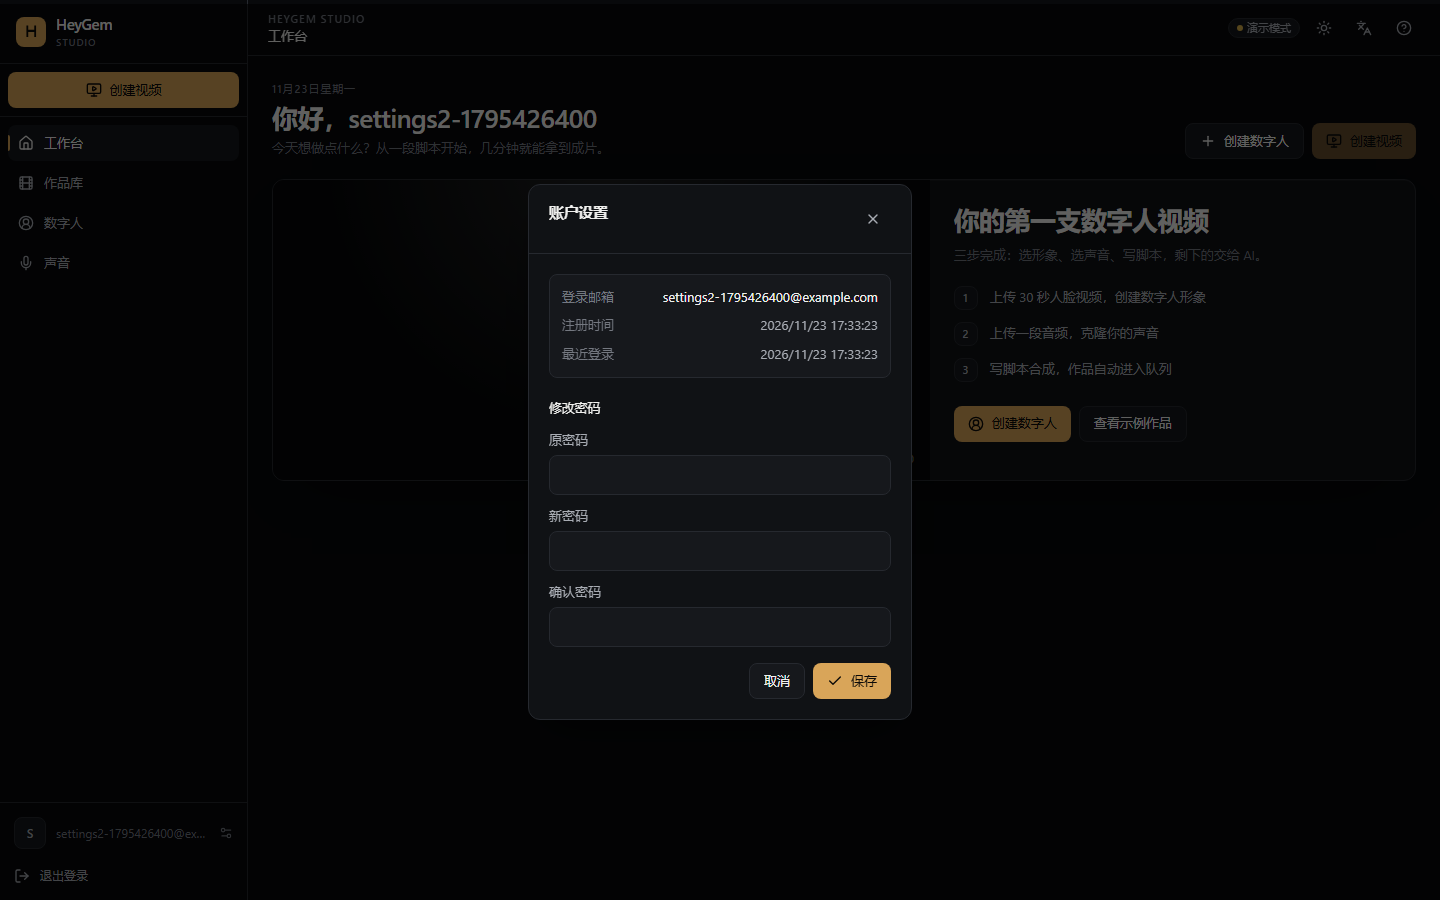 H
HeyGem
STUDIO
创建视频
工作台
作品库
数字人
声音
S
settings2-1795426400@ex...
退出登录
HEYGEM STUDIO
工作台
演示模式
11月23日星期一
你好，settings2-1795426400
今天想做点什么？从一段脚本开始，几分钟就能拿到成片。
创建数字人
创建视频
你的第一支数字人视频
三步完成：选形象、选声音、写脚本，剩下的交给 AI。
1 上传 30 秒人脸视频，创建数字人形象
2 上传一段音频，克隆你的声音
3 写脚本合成，作品自动进入队列
创建数字人
查看示例作品
账户设置
登录邮箱 settings2-1795426400@example.com
注册时间 2026/11/23 17:33:23
最近登录 2026/11/23 17:33:23
修改密码
原密码
新密码
确认密码
取消
保存